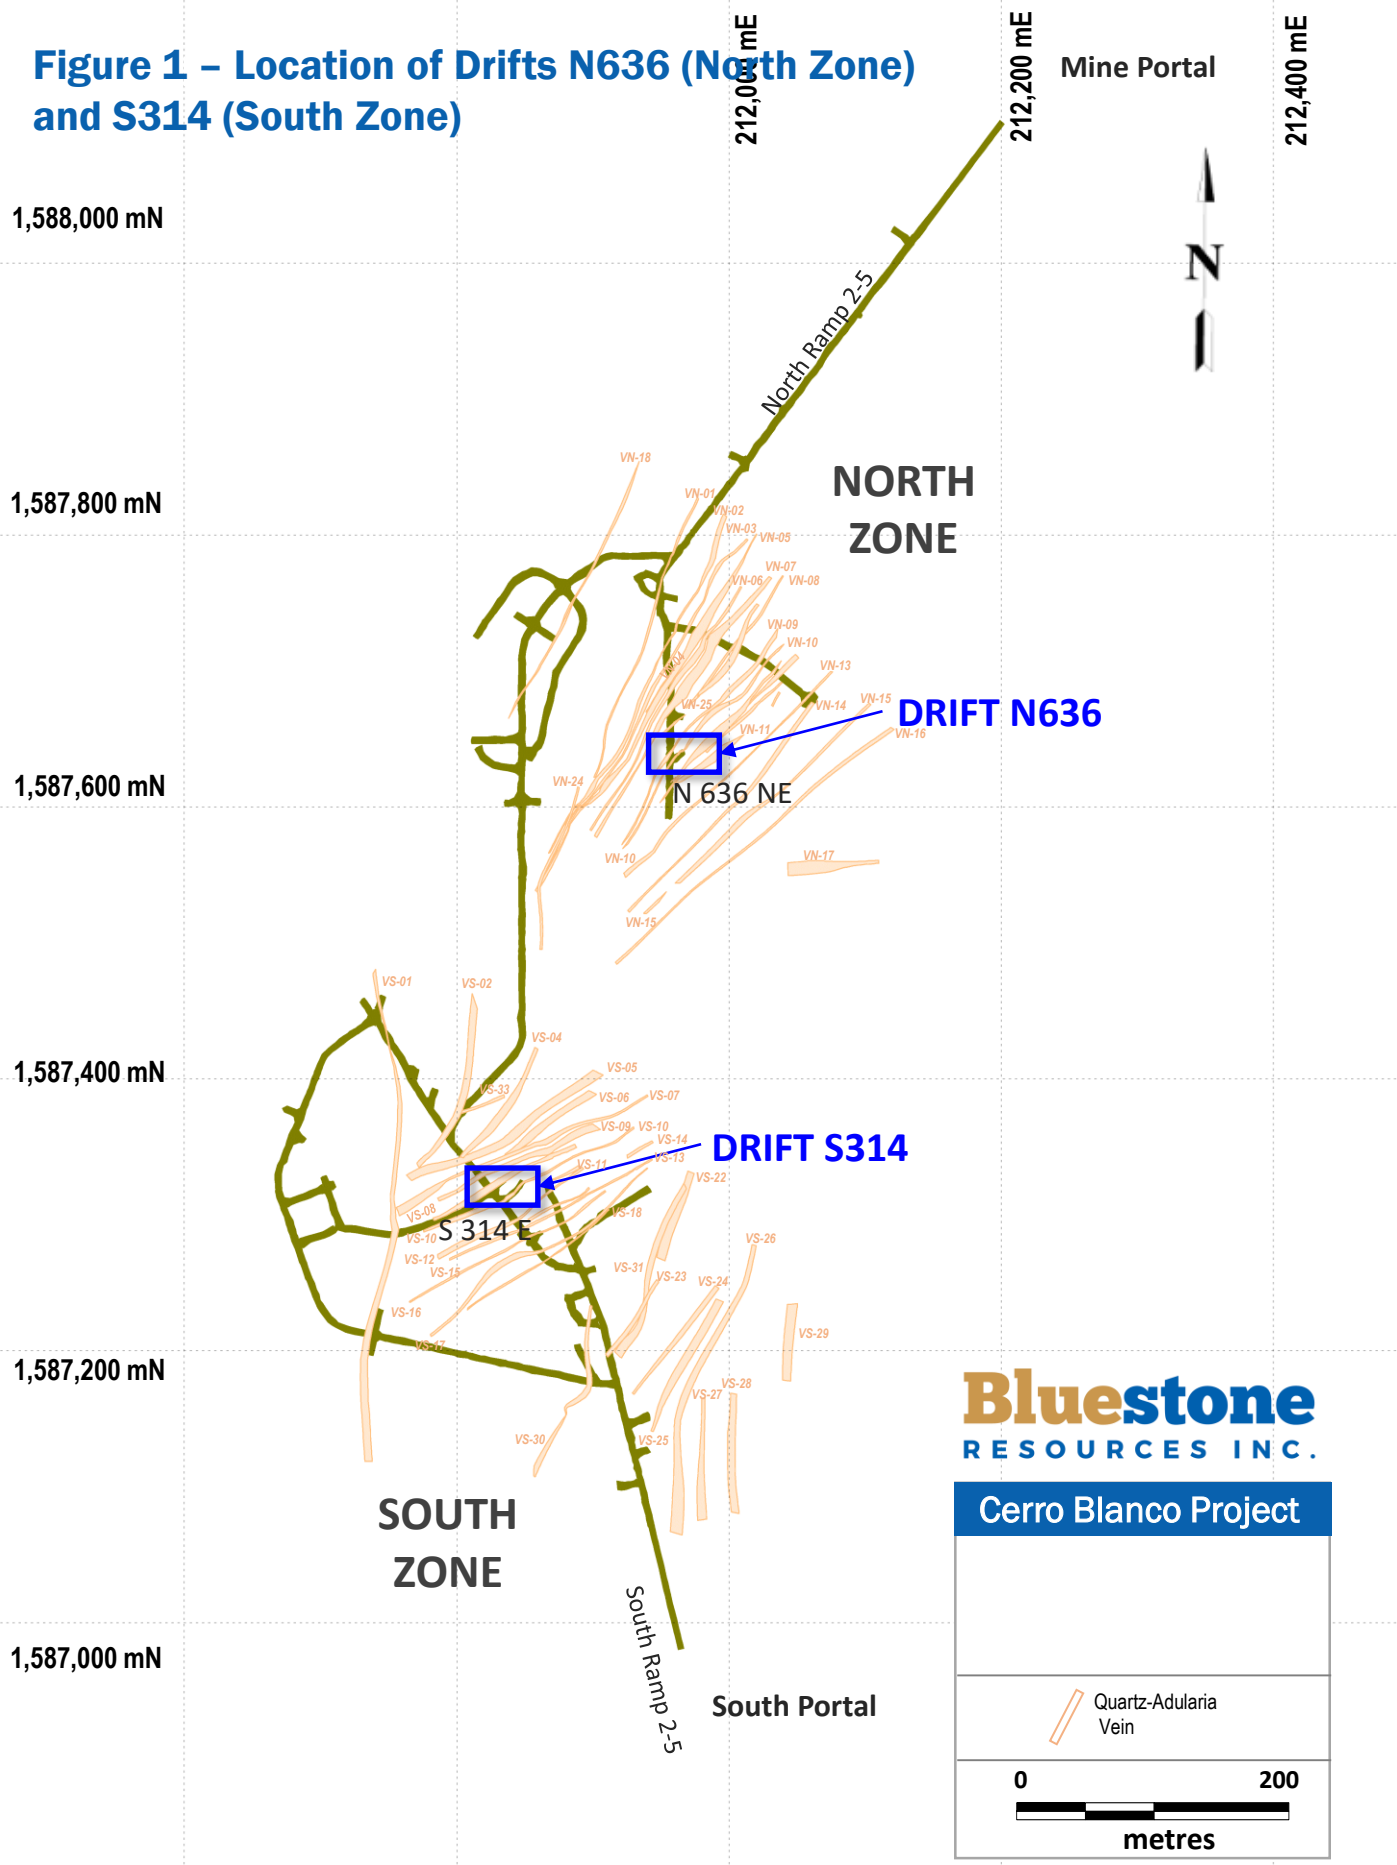 Figure 1 – Location of Drifts N636 (North Zone)
and S314 (South Zone)
212,000 mE
212,200 mE
212,400 mE
Mine Portal
1,588,000 mN
N
North Ramp 2-5
VN-18
NORTH
ZONE
VN-01
1,587,800 mN
VN-02
VN-03
VN-05
VN-07
VN-06
VN-08
VN-09
VN-10
VN-04
VN-13
VN-25
VN-14
VN-15
DRIFT N636
VN-11
VN-16
VN-24
1,587,600 mN
N 636 NE
VN-10
VN-17
VN-15
VS-01
VS-02
VS-04
1,587,400 mN
VS-05
VS-33
VS-06
VS-07
VS-09
VS-10
VS-14
DRIFT S314
VS-13
VS-11
VS-22
VS-08
VS-18
S 314 E
VS-10
VS-26
VS-12
VS-15
VS-31
VS-23
VS-24
VS-16
VS-29
VS-17
1,587,200 mN
VS-28
VS-27
VS-30
VS-25
SOUTH
ZONE
South Ramp 2-5
1,587,000 mN
South Portal
Bluestone
RESOURCES INC.
Cerro Blanco Project
Quartz-Adularia
Vein
0 200
metres